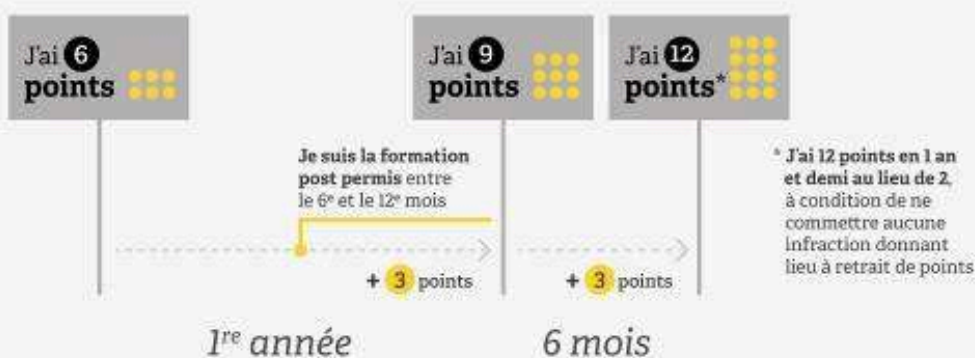 J'ai 6
points
J'ai 9
points
J'ai 12
points*
Je suis la formation
post permis entre
le 6e et le 12e mois
* J'ai 12 points en 1 an
et demi au lieu de 2,
à condition de ne
commettre aucune
infraction donnant
lieu à retrait de points
+ 3 points
+ 3 points
1re année
6 mois